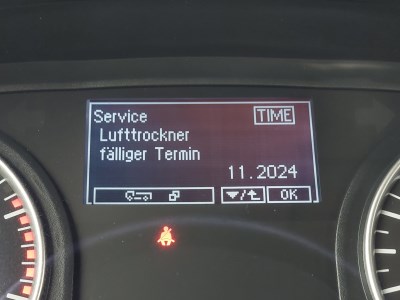 Service TIME
Lufttrockner
fälliger Termin
11.2024
OK